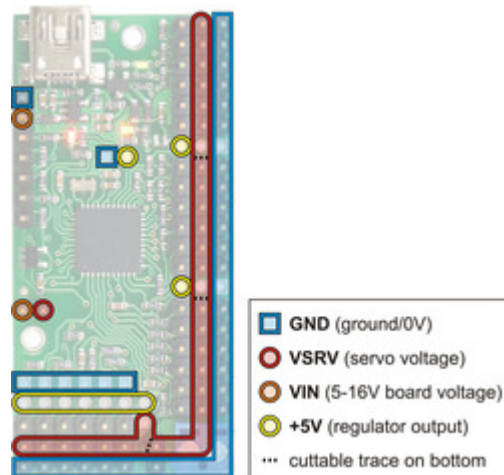 GND (ground/0V)
VSRV (servo voltage)
VIN (5-16V board voltage)
+5V (regulator output)
cuttable trace on bottom